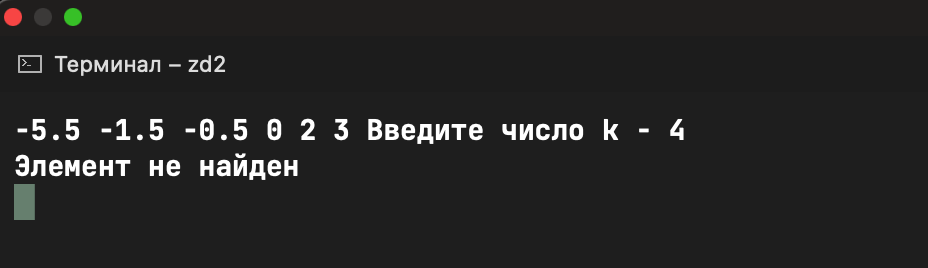 Терминал – zd2
-5.5 -1.5 -0.5 0 2 3 Введите число k - 4
Элемент не найден